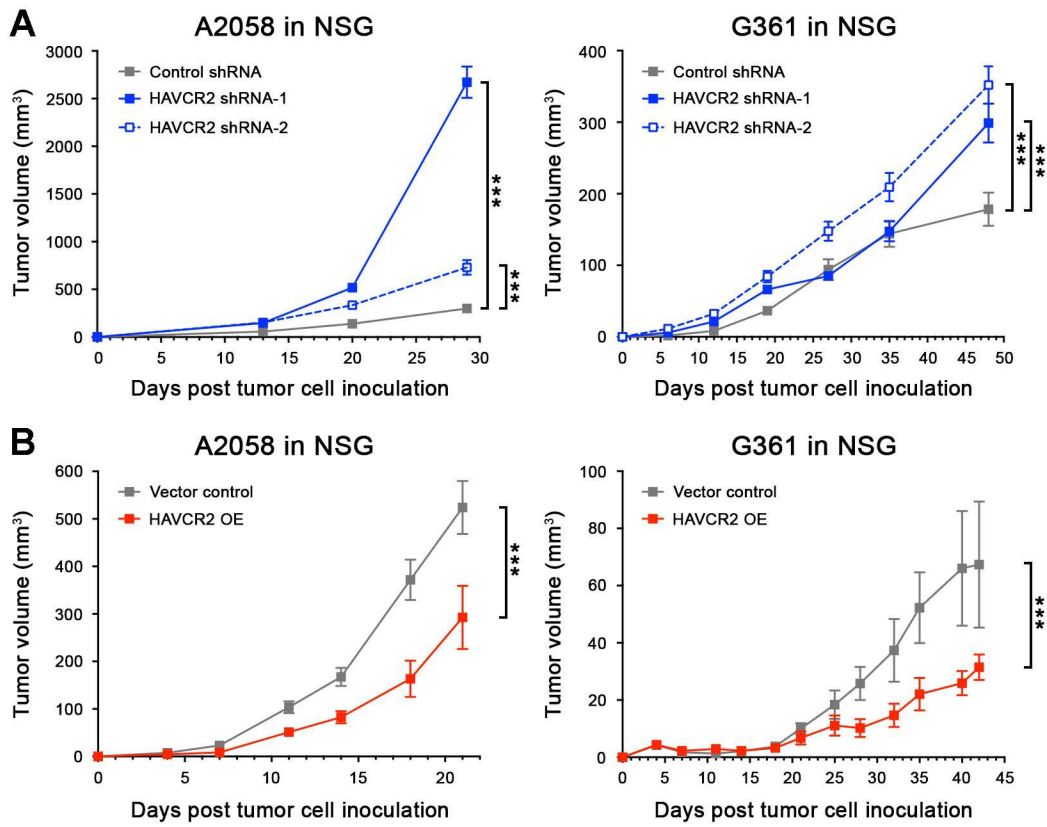 A
A2058 in NSG
Tumor volume (mm³)
3000
2500
2000
1500
1000
500
0
Control shRNA
HAVCR2 shRNA-1
HAVCR2 shRNA-2
***
***
0 5 10 15 20 25 30
Days post tumor cell inoculation
G361 in NSG
Tumor volume (mm³)
400
300
200
100
0
Control shRNA
HAVCR2 shRNA-1
HAVCR2 shRNA-2
***
***
0 5 10 15 20 25 30 35 40 45 50
Days post tumor cell inoculation
B
A2058 in NSG
Tumor volume (mm³)
600
500
400
300
200
100
0
Vector control
HAVCR2 OE
***
0 5 10 15 20
Days post tumor cell inoculation
G361 in NSG
Tumor volume (mm³)
100
80
60
40
20
0
Vector control
HAVCR2 OE
***
0 5 10 15 20 25 30 35 40 45
Days post tumor cell inoculation